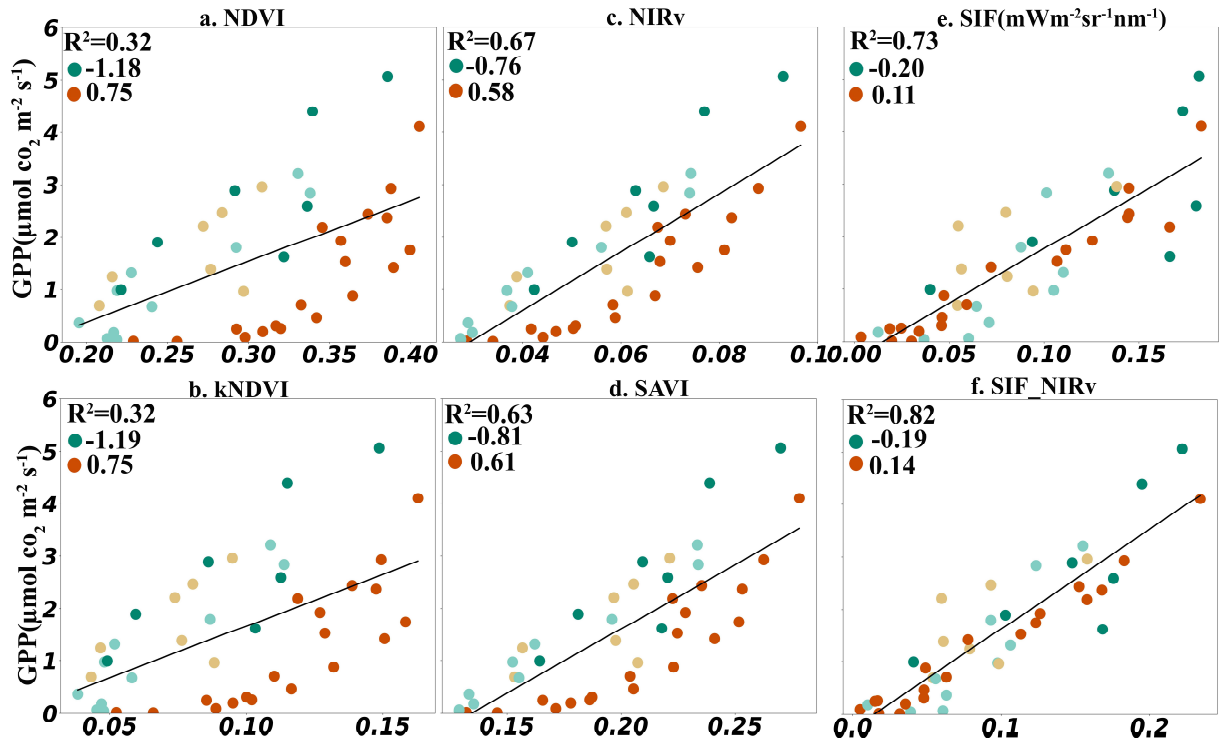 a. NDVI
c. NIRv
e. SIF(mWm⁻²sr⁻¹nm⁻¹)
GPP(μmol co₂ m⁻² s⁻¹)
6
5
4
3
2
1
0
R²=0.32
-1.18
0.75
R²=0.67
-0.76
0.58
R²=0.73
-0.20
0.11
0.20 0.25 0.30 0.35 0.40
0.04 0.06 0.08 0.10
0.00 0.05 0.10 0.15
b. kNDVI
d. SAVI
f. SIF_NIRv
GPP(μmol co₂ m⁻² s⁻¹)
6
5
4
3
2
1
0
R²=0.32
-1.19
0.75
R²=0.63
-0.81
0.61
R²=0.82
-0.19
0.14
0.05 0.10 0.15
0.15 0.20 0.25
0.0 0.1 0.2